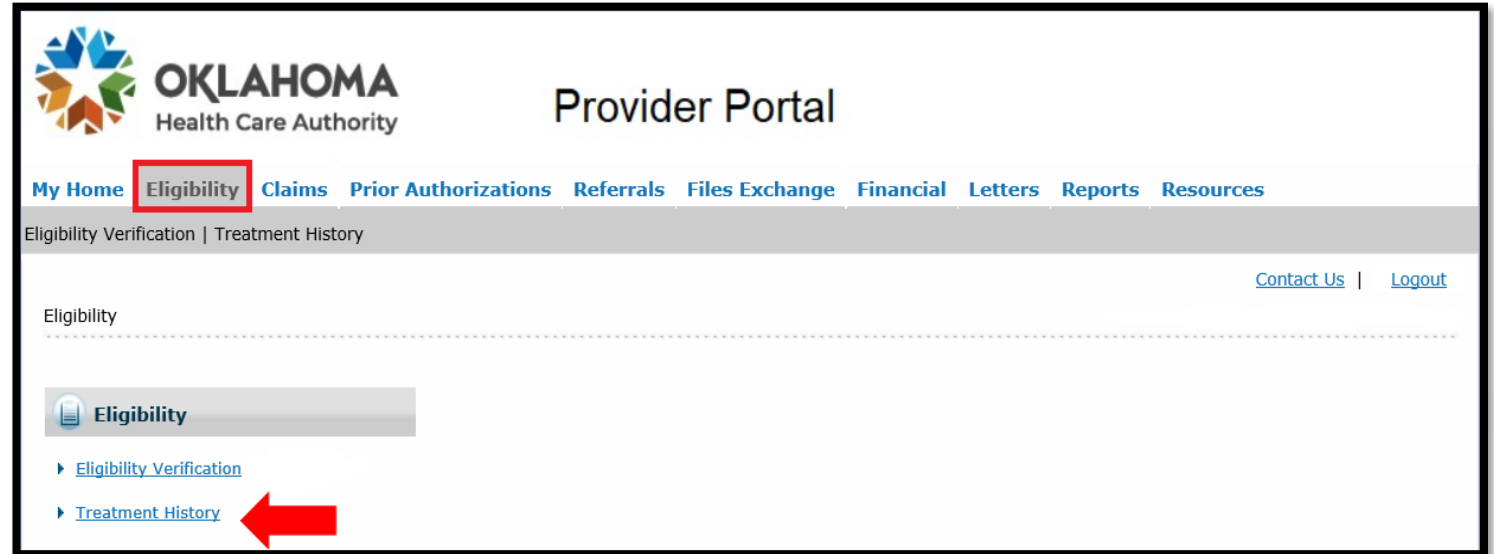 OKLAHOMA
Health Care Authority
Provider Portal
My Home Eligibility Claims Prior Authorizations Referrals Files Exchange Financial Letters Reports Resources
Eligibility Verification | Treatment History
Contact Us | Logout
Eligibility
Eligibility
Eligibility Verification
Treatment History